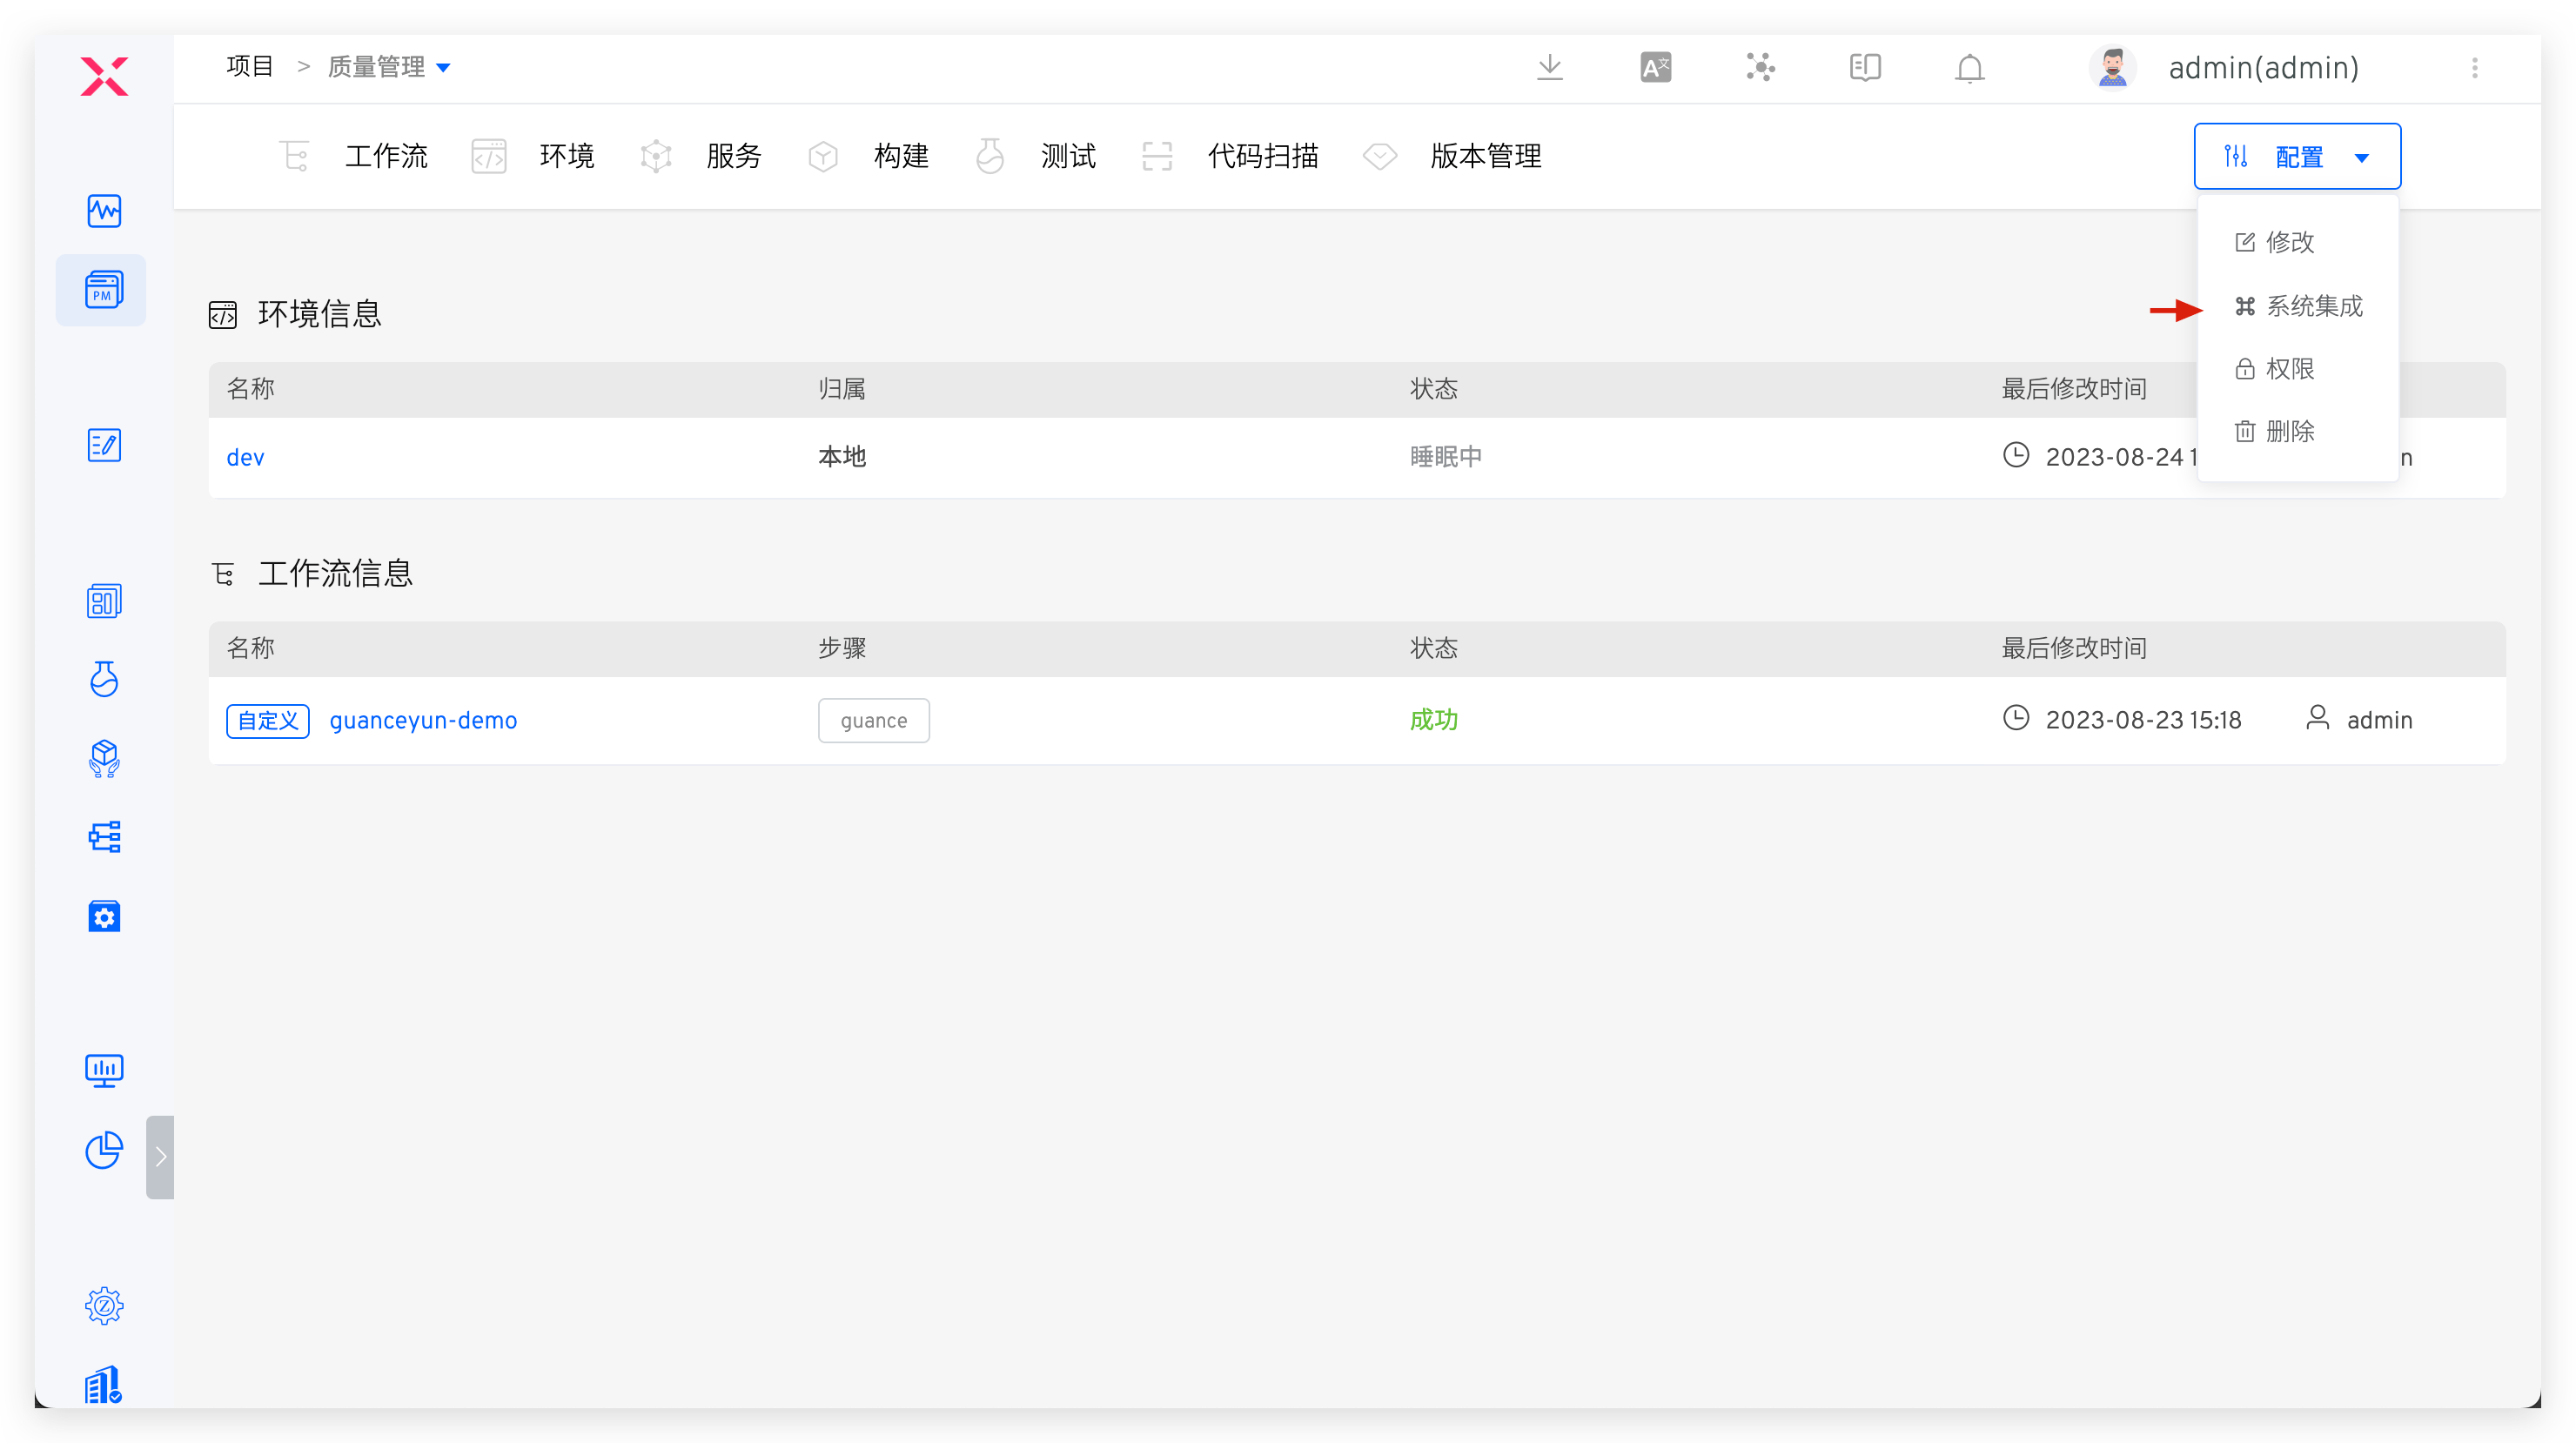 项目 > 质量管理
A文
admin(admin)
工作流 环境 服务 构建 测试 代码扫描 版本管理 配置
修改
系统集成
权限
删除
PM
环境信息
名称 归属 状态 最后修改时间
dev 本地 睡眠中 2023-08-24 1 n
工作流信息
名称 步骤 状态 最后修改时间
自定义 guanceyun-demo guance 成功 2023-08-23 15:18 admin
Z